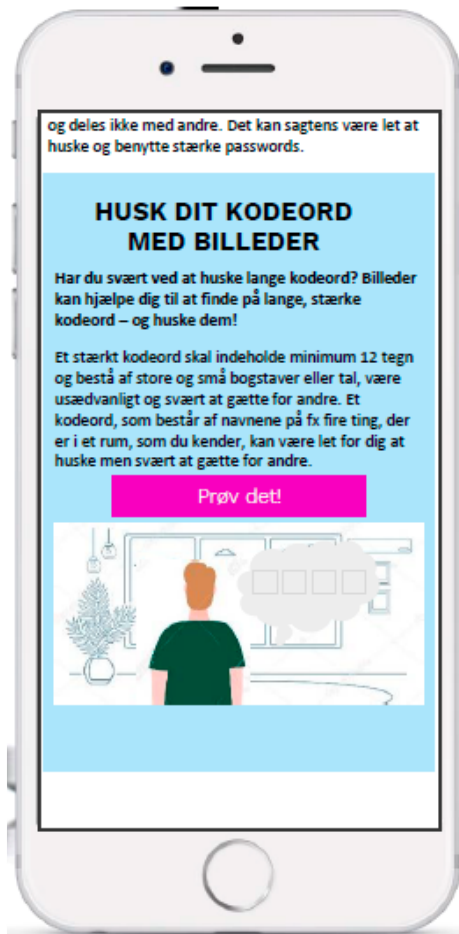 og deles ikke med andre. Det kan sagtens være let at
huske og benytte stærke passwords.
HUSK DIT KODEORD
MED BILLEDER
Har du svært ved at huske lange kodeord? Billeder
kan hjælpe dig til at finde på lange, stærke
kodeord – og huske dem!
Et stærkt kodeord skal indeholde minimum 12 tegn
og bestå af store og små bogstaver eller tal, være
usædvanligt og svært at gætte for andre. Et
kodeord, som består af navnene på fx fire ting, der
er i et rum, som du kender, kan være let for dig at
huske men svært at gætte for andre.
Prøv det!